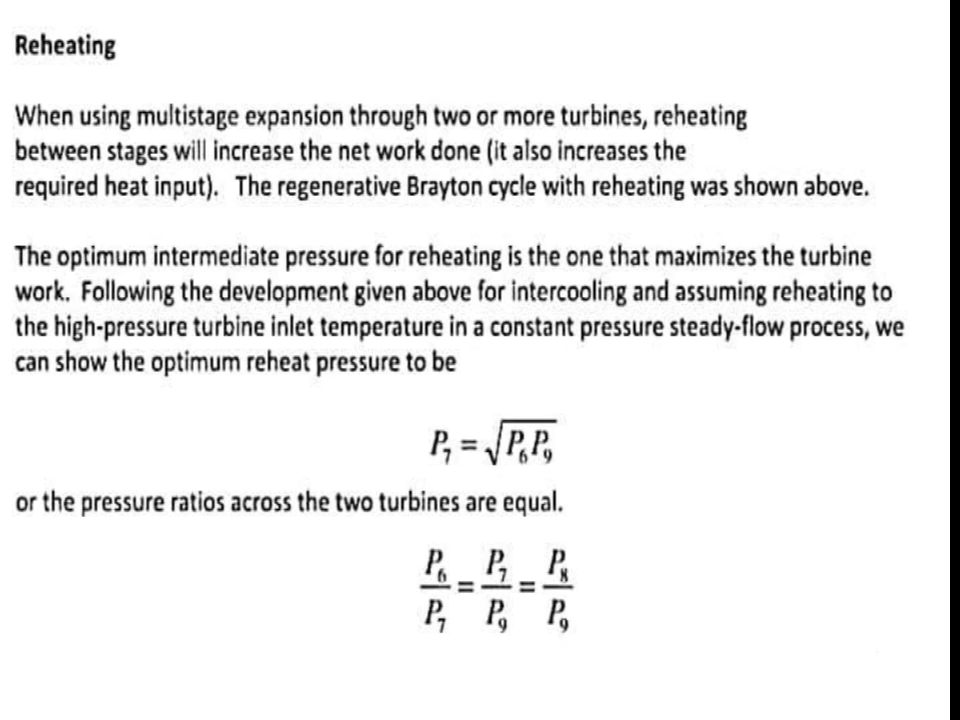 Reheating
When using multistage expansion through two or more turbines, reheating
between stages will increase the net work done (it also increases the
required heat input). The regenerative Brayton cycle with reheating was shown above.
The optimum intermediate pressure for reheating is the one that maximizes the turbine
work. Following the development given above for intercooling and assuming reheating to
the high-pressure turbine inlet temperature in a constant pressure steady-flow process, we
can show the optimum reheat pressure to be
P₇ = √P₆P₉
or the pressure ratios across the two turbines are equal.
P₆/P₇ = P₇/P₉ = P₈/P₉